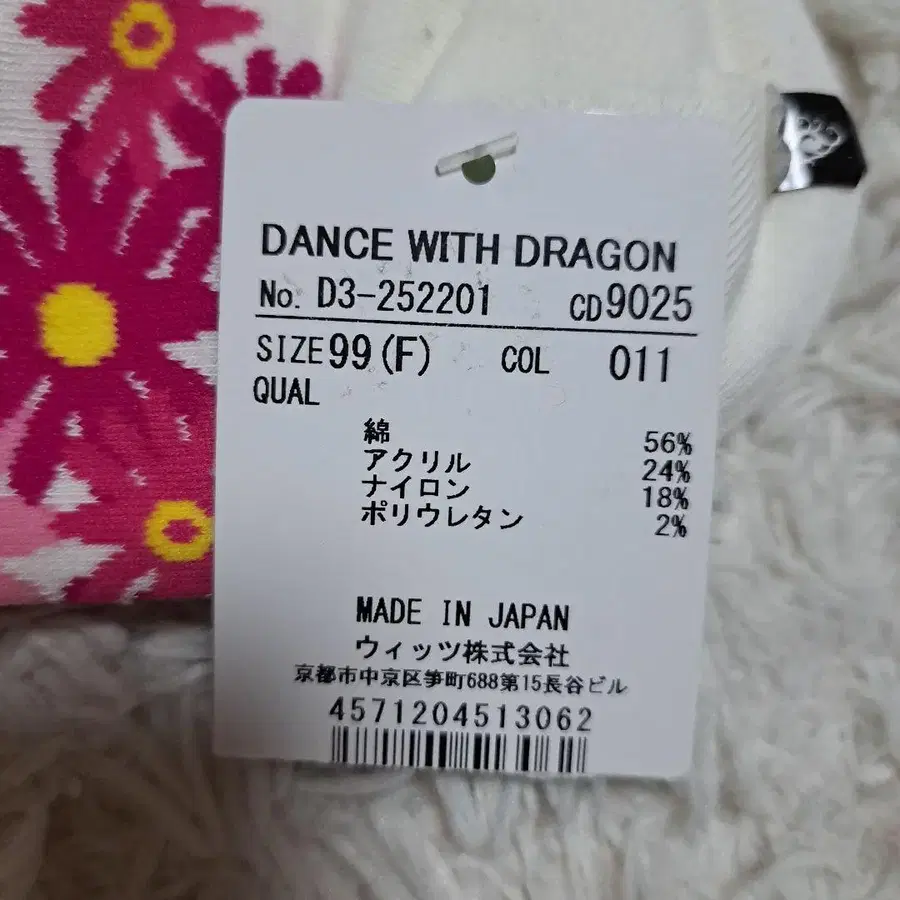 DANCE WITH DRAGON
No. D3-252201 CD9025
SIZE 99 (F) COL 011
QUAL
綿 56%
アクリル 24%
ナイロン 18%
ポリウレタン 2%
MADE IN JAPAN
ウィッツ株式会社
京都市中京区笋町688第15長谷ビル
4571204513062